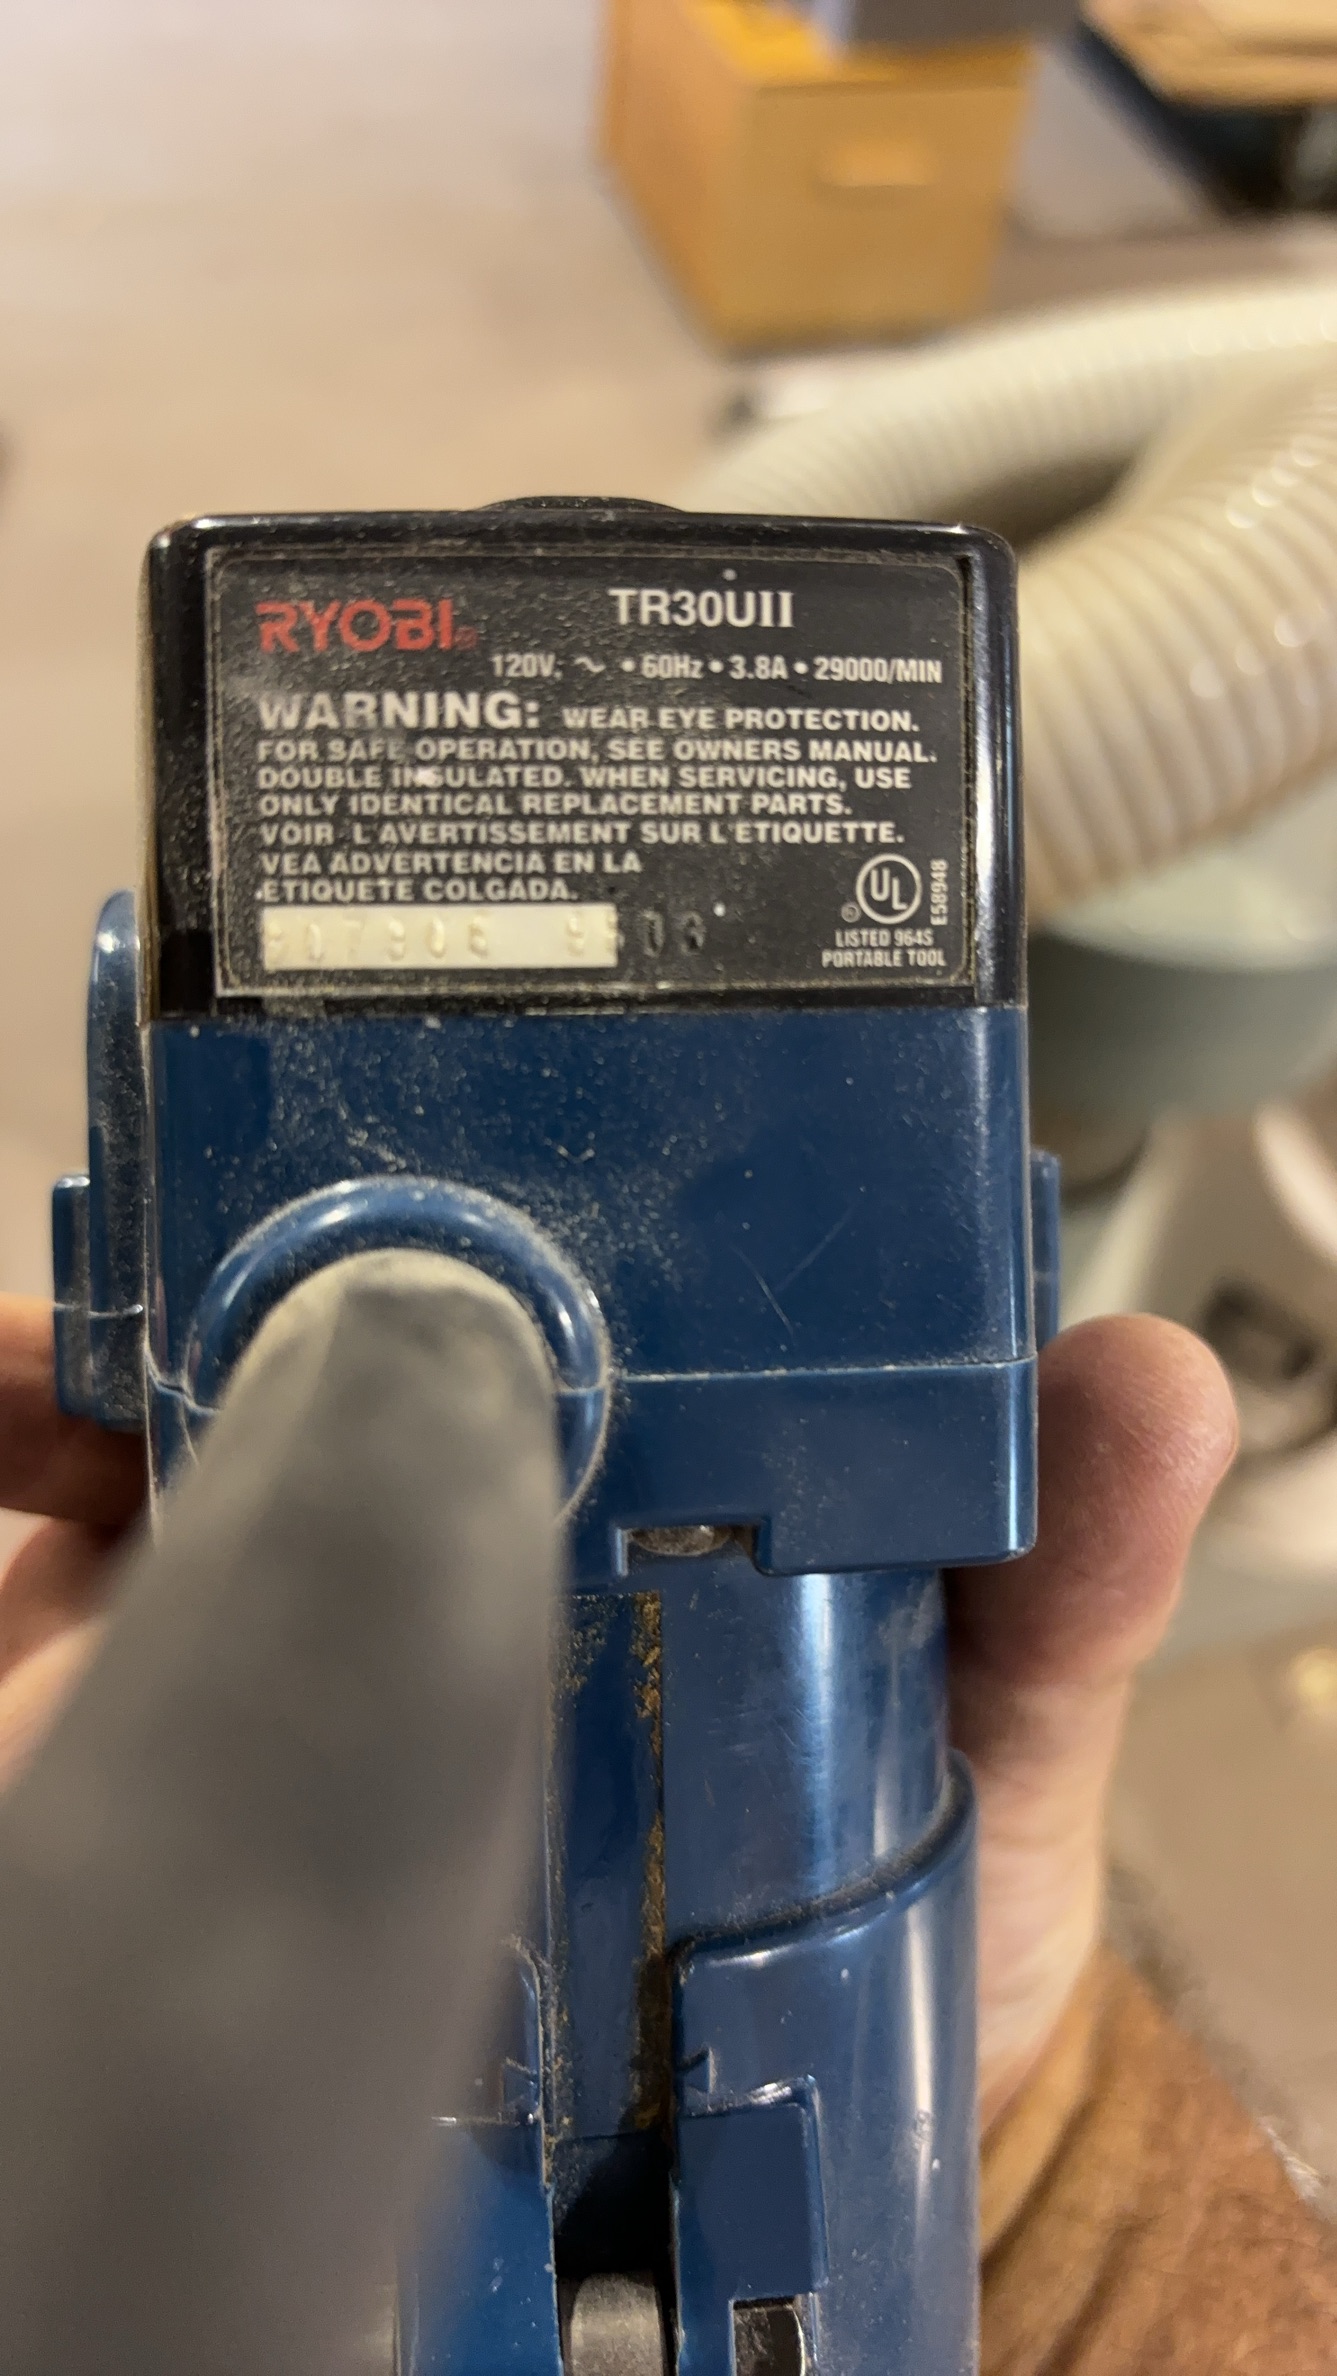 RYOBI® TR30UII
120V, ~ • 60Hz • 3.8A • 29000/MIN
WARNING: WEAR EYE PROTECTION.
FOR SAFE OPERATION, SEE OWNERS MANUAL.
DOUBLE INSULATED. WHEN SERVICING, USE
ONLY IDENTICAL REPLACEMENT PARTS.
VOIR L'AVERTISSEMENT SUR L'ETIQUETTE.
VEA ADVERTENCIA EN LA
ETIQUETE COLGADA.
UL
®
E58948
LISTED 964S
PORTABLE TOOL